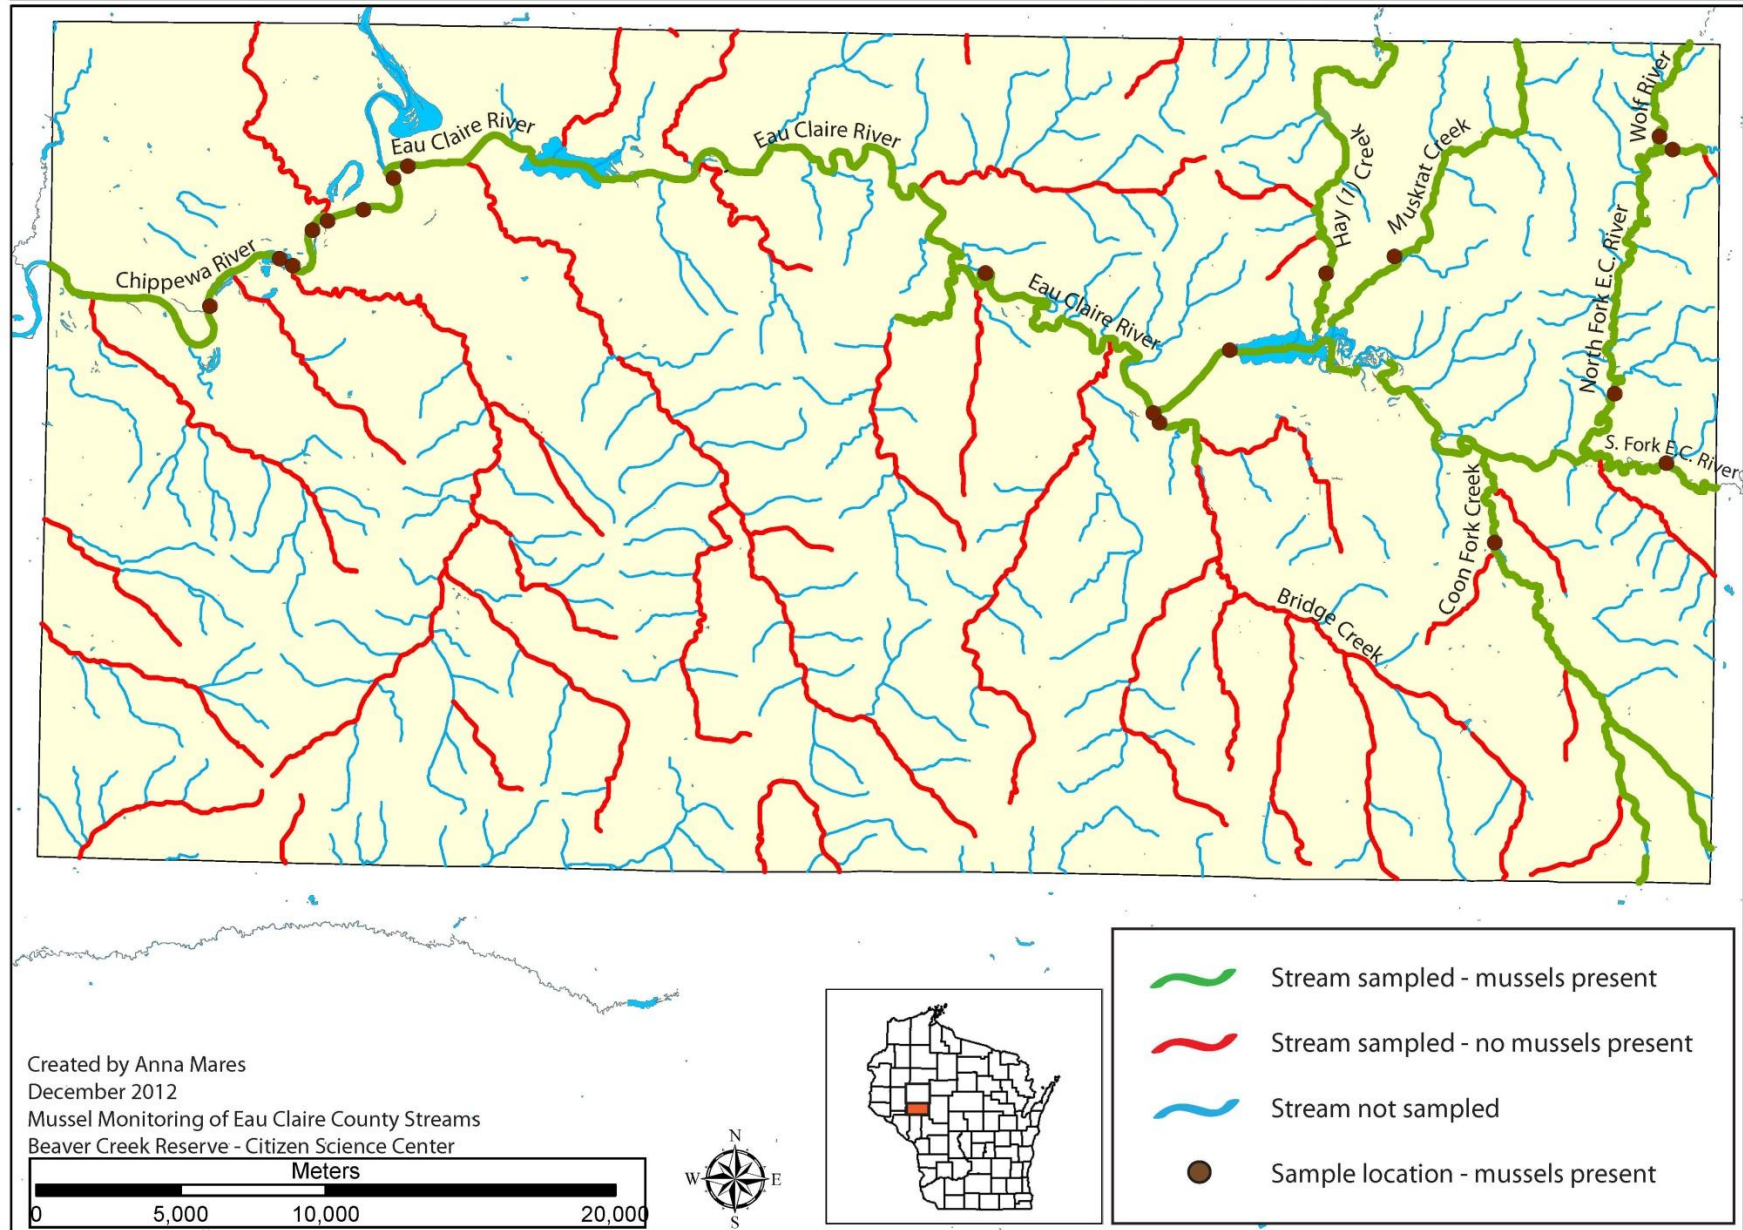 Wolf River
Eau Claire River
Eau Claire River
Hay (1) Creek
Muskrat Creek
Chippewa River
North Fork E.C. River
Eau Claire River
S. Fork E.C. River
Coon Fork Creek
Bridge Creek
Stream sampled - mussels present
Stream sampled - no mussels present
Stream not sampled
Sample location - mussels present
Created by Anna Mares
December 2012
Mussel Monitoring of Eau Claire County Streams
Beaver Creek Reserve - Citizen Science Center
Meters
0 5,000 10,000 20,000
N
W E
S